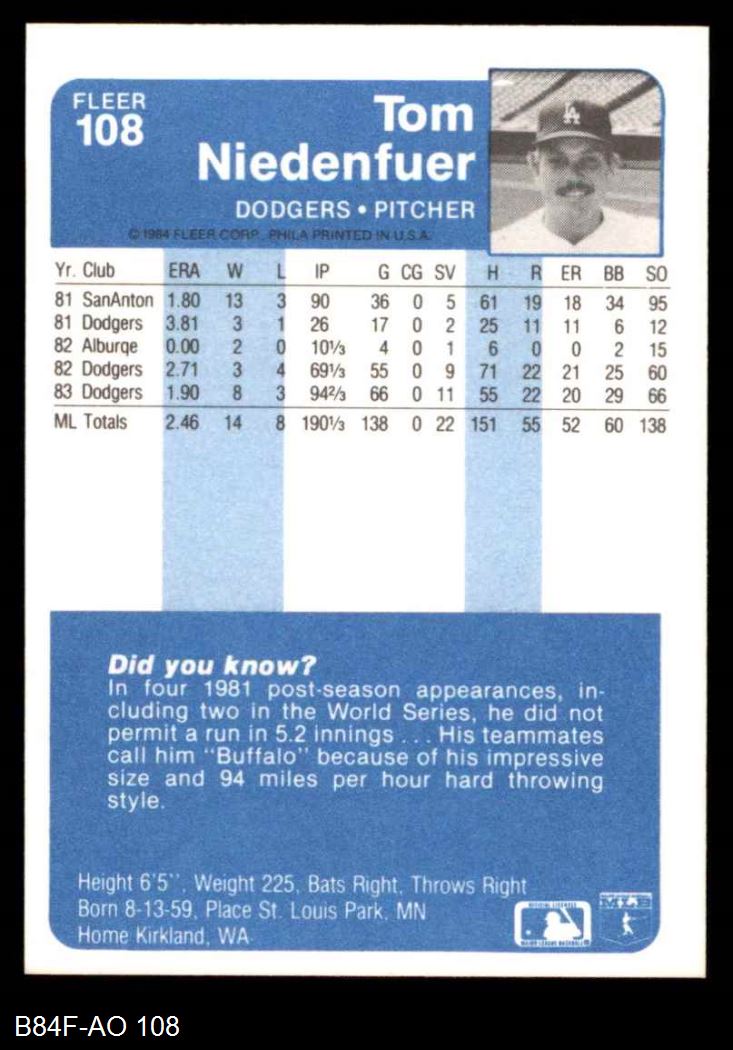 FLEER
108
Tom
Niedenfuer
DODGERS • PITCHER
© 1984 FLEER CORP. PHILA PRINTED IN U.S.A.
LA
Yr. Club ERA W L IP G CG SV H R ER BB SO
81 SanAnton 1.80 13 3 90 36 0 5 61 19 18 34 95
81 Dodgers 3.81 3 1 26 17 0 2 25 11 11 6 12
82 Alburqe 0.00 2 0 10⅓ 4 0 1 6 0 0 2 15
82 Dodgers 2.71 3 4 69⅓ 55 0 9 71 22 21 25 60
83 Dodgers 1.90 8 3 94⅔ 66 0 11 55 22 20 29 66
ML Totals 2.46 14 8 190⅓ 138 0 22 151 55 52 60 138
Did you know?
In four 1981 post-season appearances, in-
cluding two in the World Series, he did not
permit a run in 5.2 innings . . . His teammates
call him "Buffalo" because of his impressive
size and 94 miles per hour hard throwing
style.
Height 6'5'', Weight 225, Bats Right, Throws Right
Born 8-13-59, Place St. Louis Park, MN
Home Kirkland, WA
OFFICIAL LICENSEE
MAJOR LEAGUE BASEBALL
B84F-AO 108